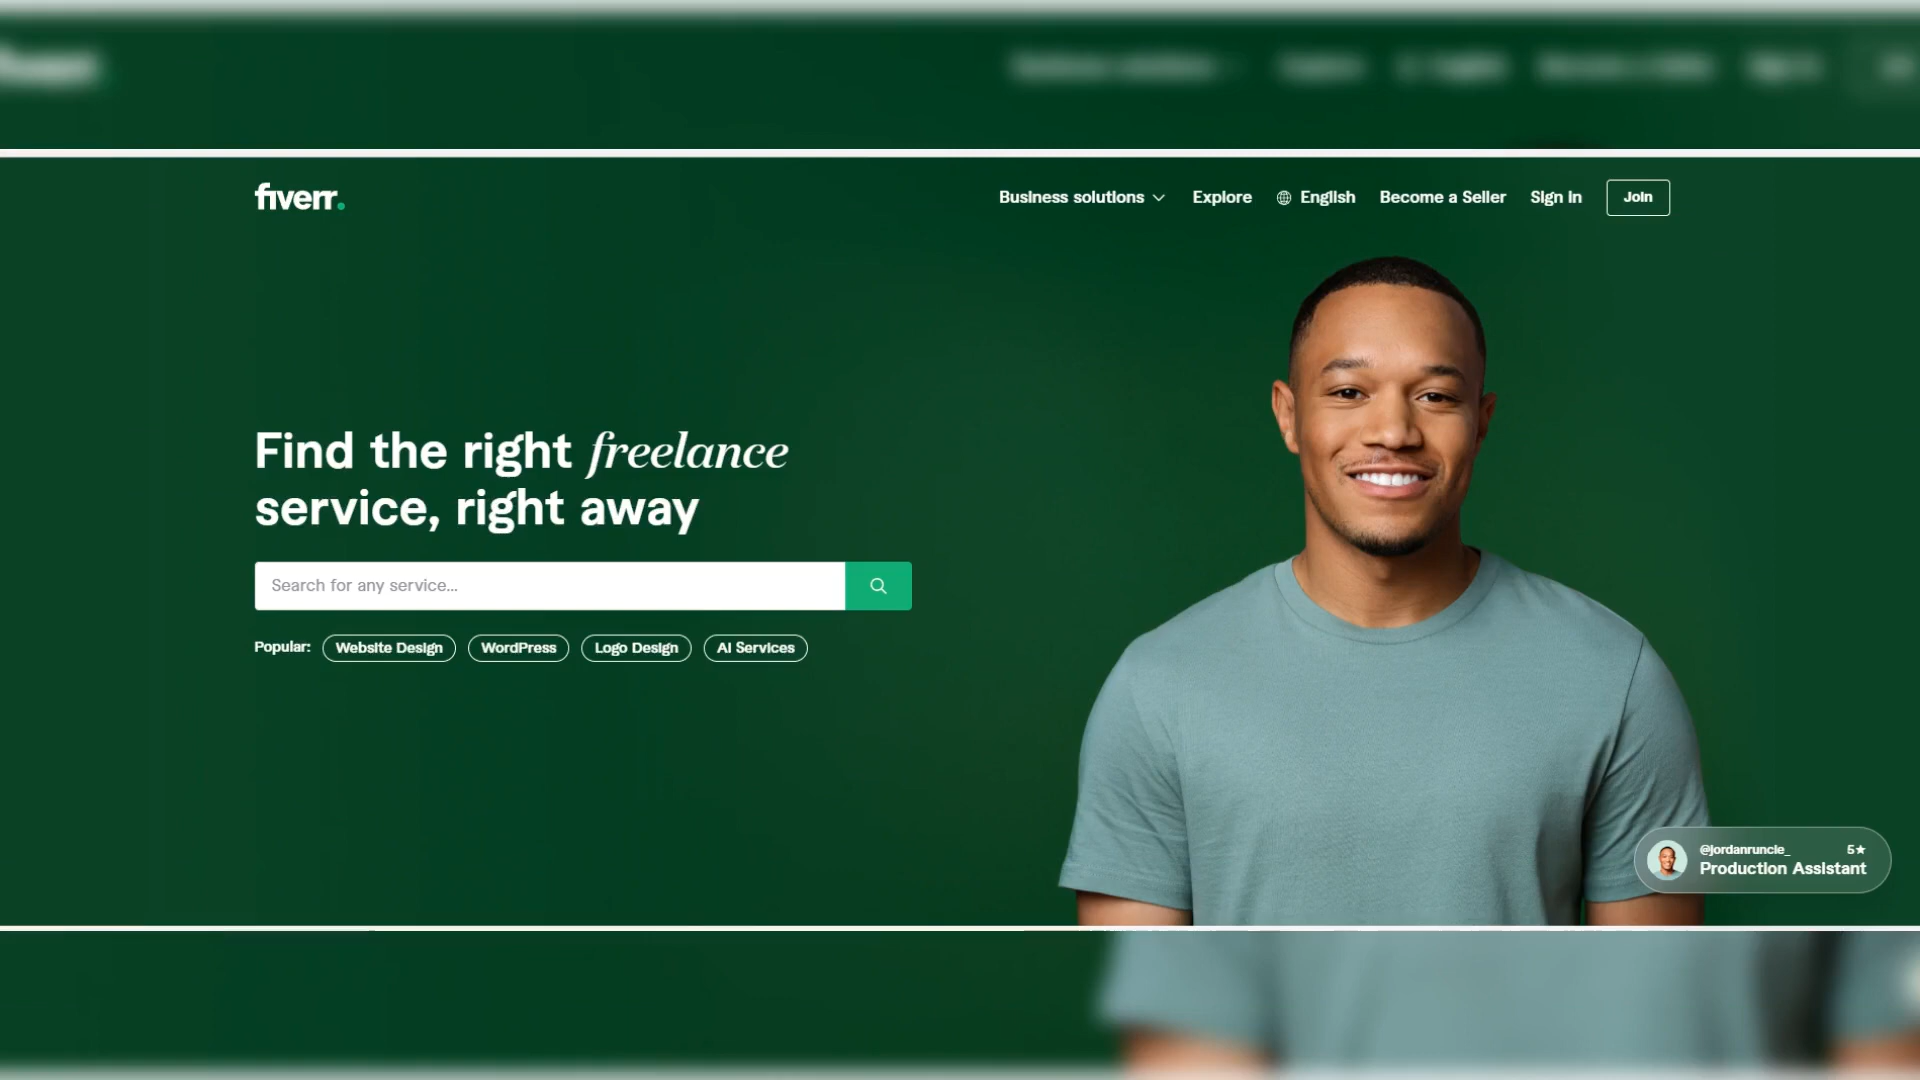 fiverr.
Business solutions
Explore
English
Become a Seller
Sign in
Join
Find the right freelance
service, right away
Search for any service...
Popular:
Website Design
WordPress
Logo Design
AI Services
@jordanruncie_
5★
Production Assistant